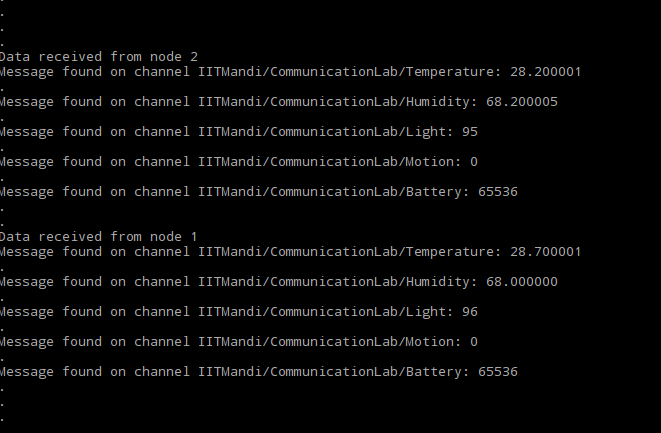 .
.
.
.
Data received from node 2
Message found on channel IITMandi/CommunicationLab/Temperature: 28.200001
.
Message found on channel IITMandi/CommunicationLab/Humidity: 68.200005
.
Message found on channel IITMandi/CommunicationLab/Light: 95
.
Message found on channel IITMandi/CommunicationLab/Motion: 0
.
Message found on channel IITMandi/CommunicationLab/Battery: 65536
.
.
Data received from node 1
Message found on channel IITMandi/CommunicationLab/Temperature: 28.700001
.
Message found on channel IITMandi/CommunicationLab/Humidity: 68.000000
.
Message found on channel IITMandi/CommunicationLab/Light: 96
.
Message found on channel IITMandi/CommunicationLab/Motion: 0
.
Message found on channel IITMandi/CommunicationLab/Battery: 65536
.
.
.